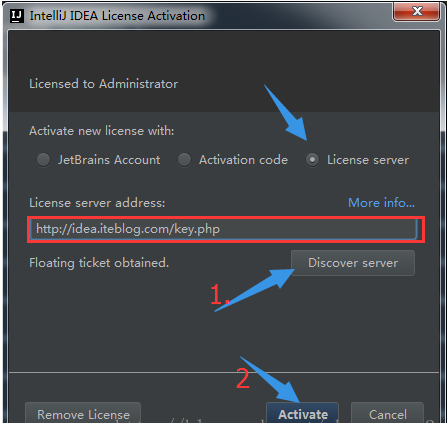 IJ IntelliJ IDEA License Activation
Licensed to Administrator
Activate new license with:
JetBrains Account Activation code License server
License server address: More info...
http://idea.iteblog.com/key.php
Floating ticket obtained. Discover server
1.
2
Remove License Activate Cancel